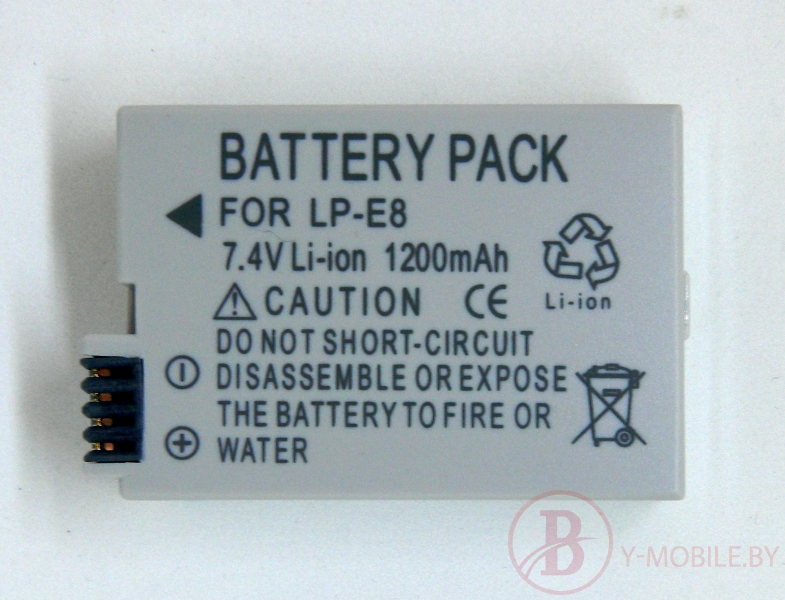 BATTERY PACK
FOR LP-E8
7.4V Li-ion 1200mAh
Li-ion
CAUTION CE
DO NOT SHORT-CIRCUIT
DISASSEMBLE OR EXPOSE
THE BATTERY TO FIRE OR
WATER
B
Y-MOBILE.BY